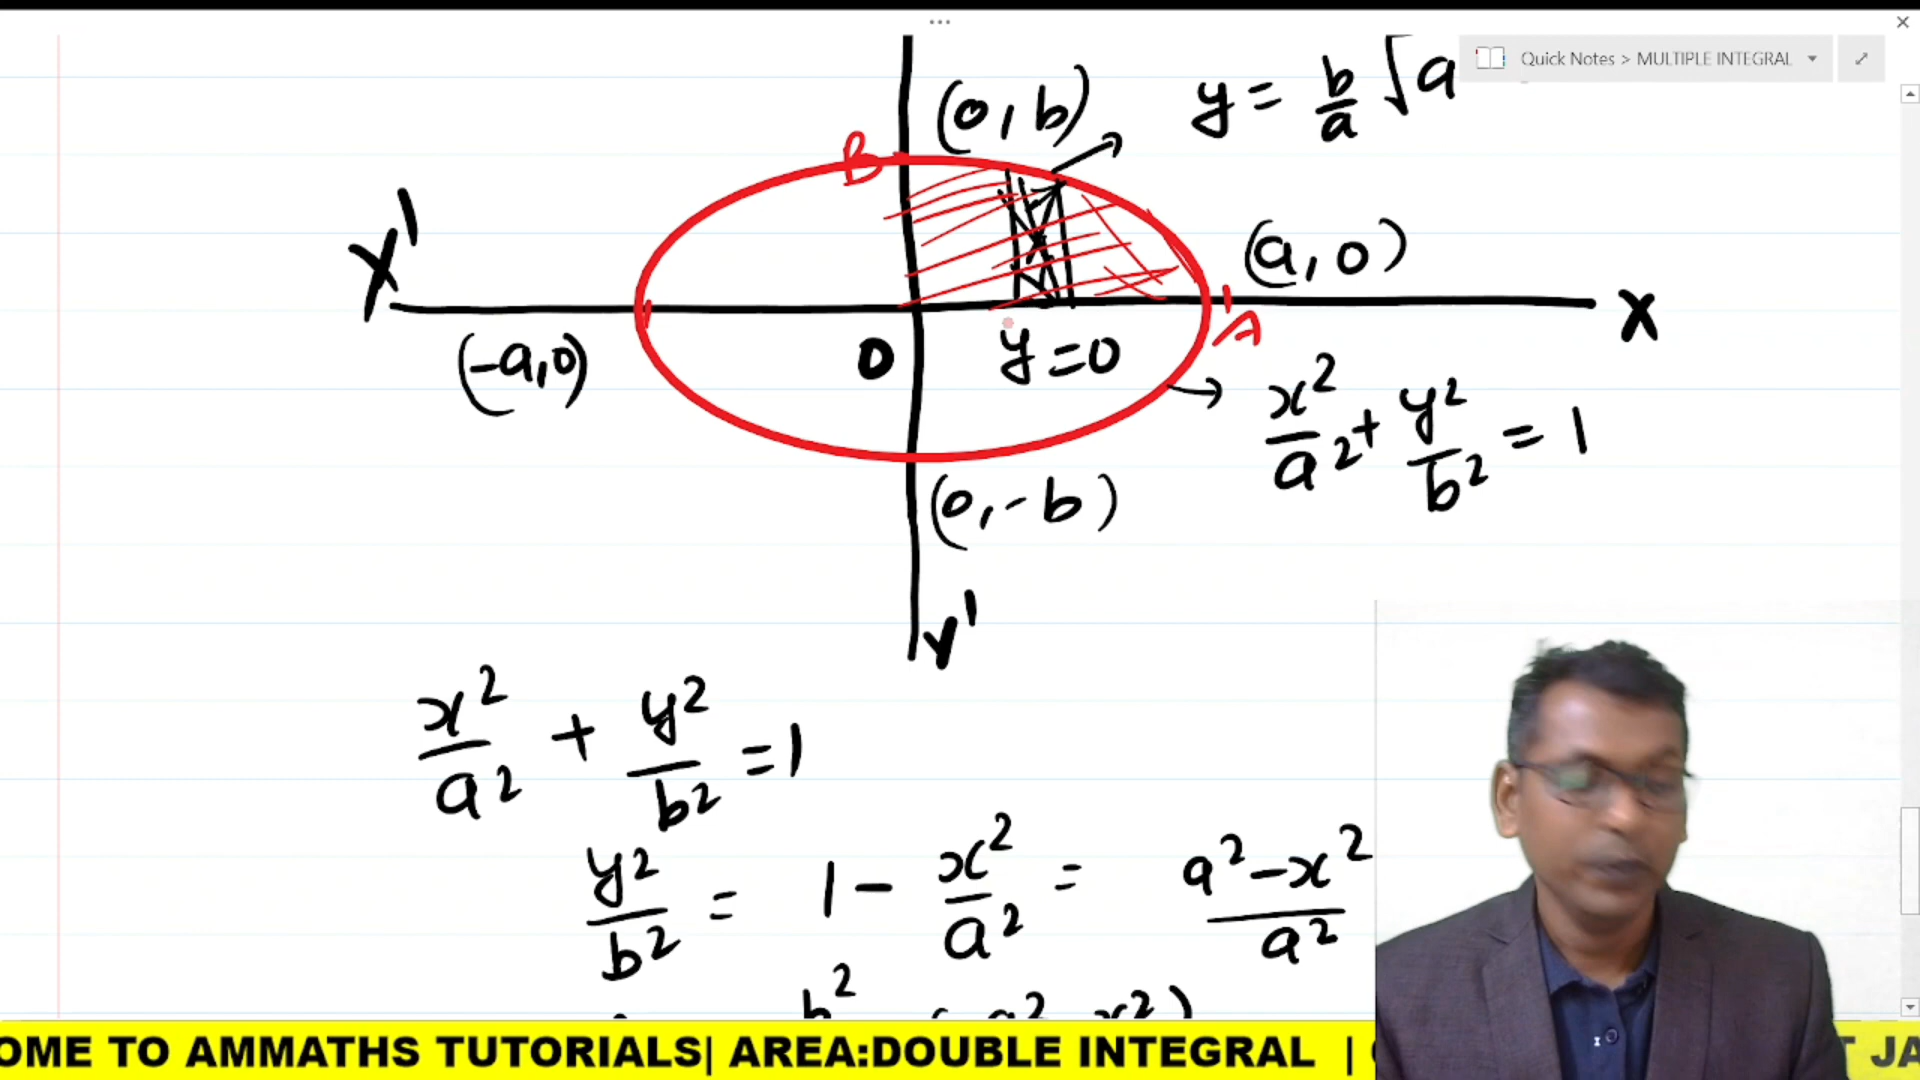 Quick Notes > MULTIPLE INTEGRAL
(0, b)
y = b/a √a
B
X'
(a, 0)
X
A
(-a, 0)
0
y = 0
x²/a² + y²/b² = 1
(0, -b)
Y'
x²/a² + y²/b² = 1
y²/b² = 1 - x²/a² = a²-x²/a²
OME TO AMMATHS TUTORIALS| AREA:DOUBLE INTEGRAL |